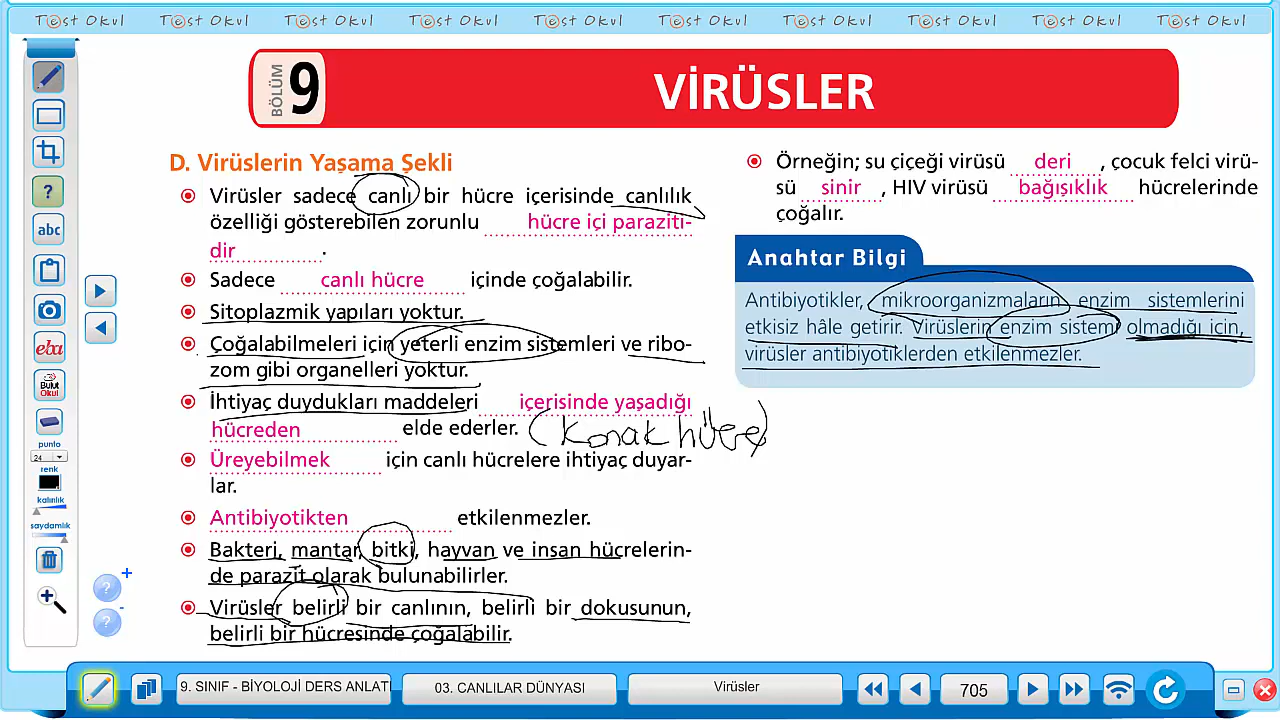 Test Okul Test Okul Test Okul Test Okul Test Okul Test Okul Test Okul Test Okul Test Okul Test Okul
BÖLÜM 9
VİRÜSLER
D. Virüslerin Yaşama Şekli
Virüsler sadece canlı bir hücre içerisinde canlılık
özelliği gösterebilen zorunlu hücre içi paraziti-
dir .
Sadece canlı hücre içinde çoğalabilir.
Sitoplazmik yapıları yoktur.
Çoğalabilmeleri için yeterli enzim sistemleri ve ribo-
zom gibi organelleri yoktur.
İhtiyaç duydukları maddeleri içerisinde yaşadığı
hücreden elde ederler. (Konak hücre)
Üreyebilmek için canlı hücrelere ihtiyaç duyar-
lar.
Antibiyotikten etkilenmezler.
Bakteri, mantar, bitki, hayvan ve insan hücrelerin-
de parazit olarak bulunabilirler.
Virüsler belirli bir canlının, belirli bir dokusunun,
belirli bir hücresinde çoğalabilir.
Örneğin; su çiçeği virüsü deri , çocuk felci virü-
sü sinir , HIV virüsü bağışıklık hücrelerinde
çoğalır.
Anahtar Bilgi
Antibiyotikler, mikroorganizmaların enzim sistemlerini
etkisiz hâle getirir. Virüslerin enzim sistemi olmadığı için,
virüsler antibiyotiklerden etkilenmezler.
?
abc
eba
Bulut
Okul
punto
24
renk
kalınlık
saydamlık
? +
? -
9. SINIF - BİYOLOJİ DERS ANLATI
03. CANLILAR DÜNYASI
Virüsler
705